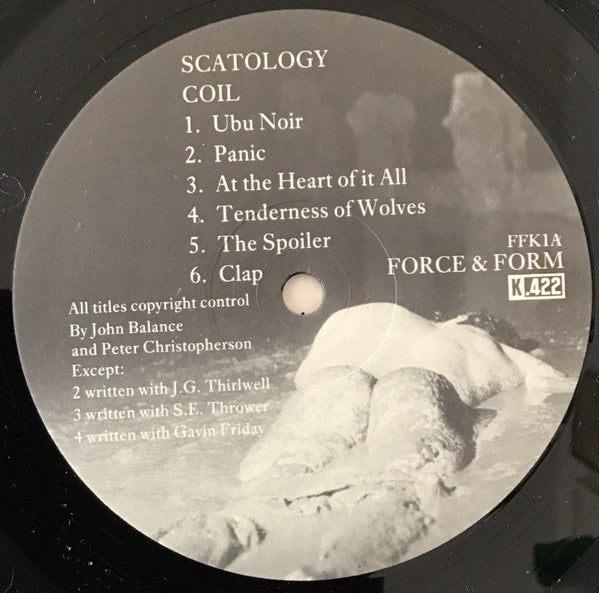 SCATOLOGY
COIL
1. Ubu Noir
2. Panic
3. At the Heart of it All
4. Tenderness of Wolves
5. The Spoiler
6. Clap
FFK1A
FORCE & FORM
K.422
All titles copyright control
By John Balance
and Peter Christopherson
Except:
2 written with J.G. Thirlwell
3 written with S.E. Thrower
4 written with Gavin Friday